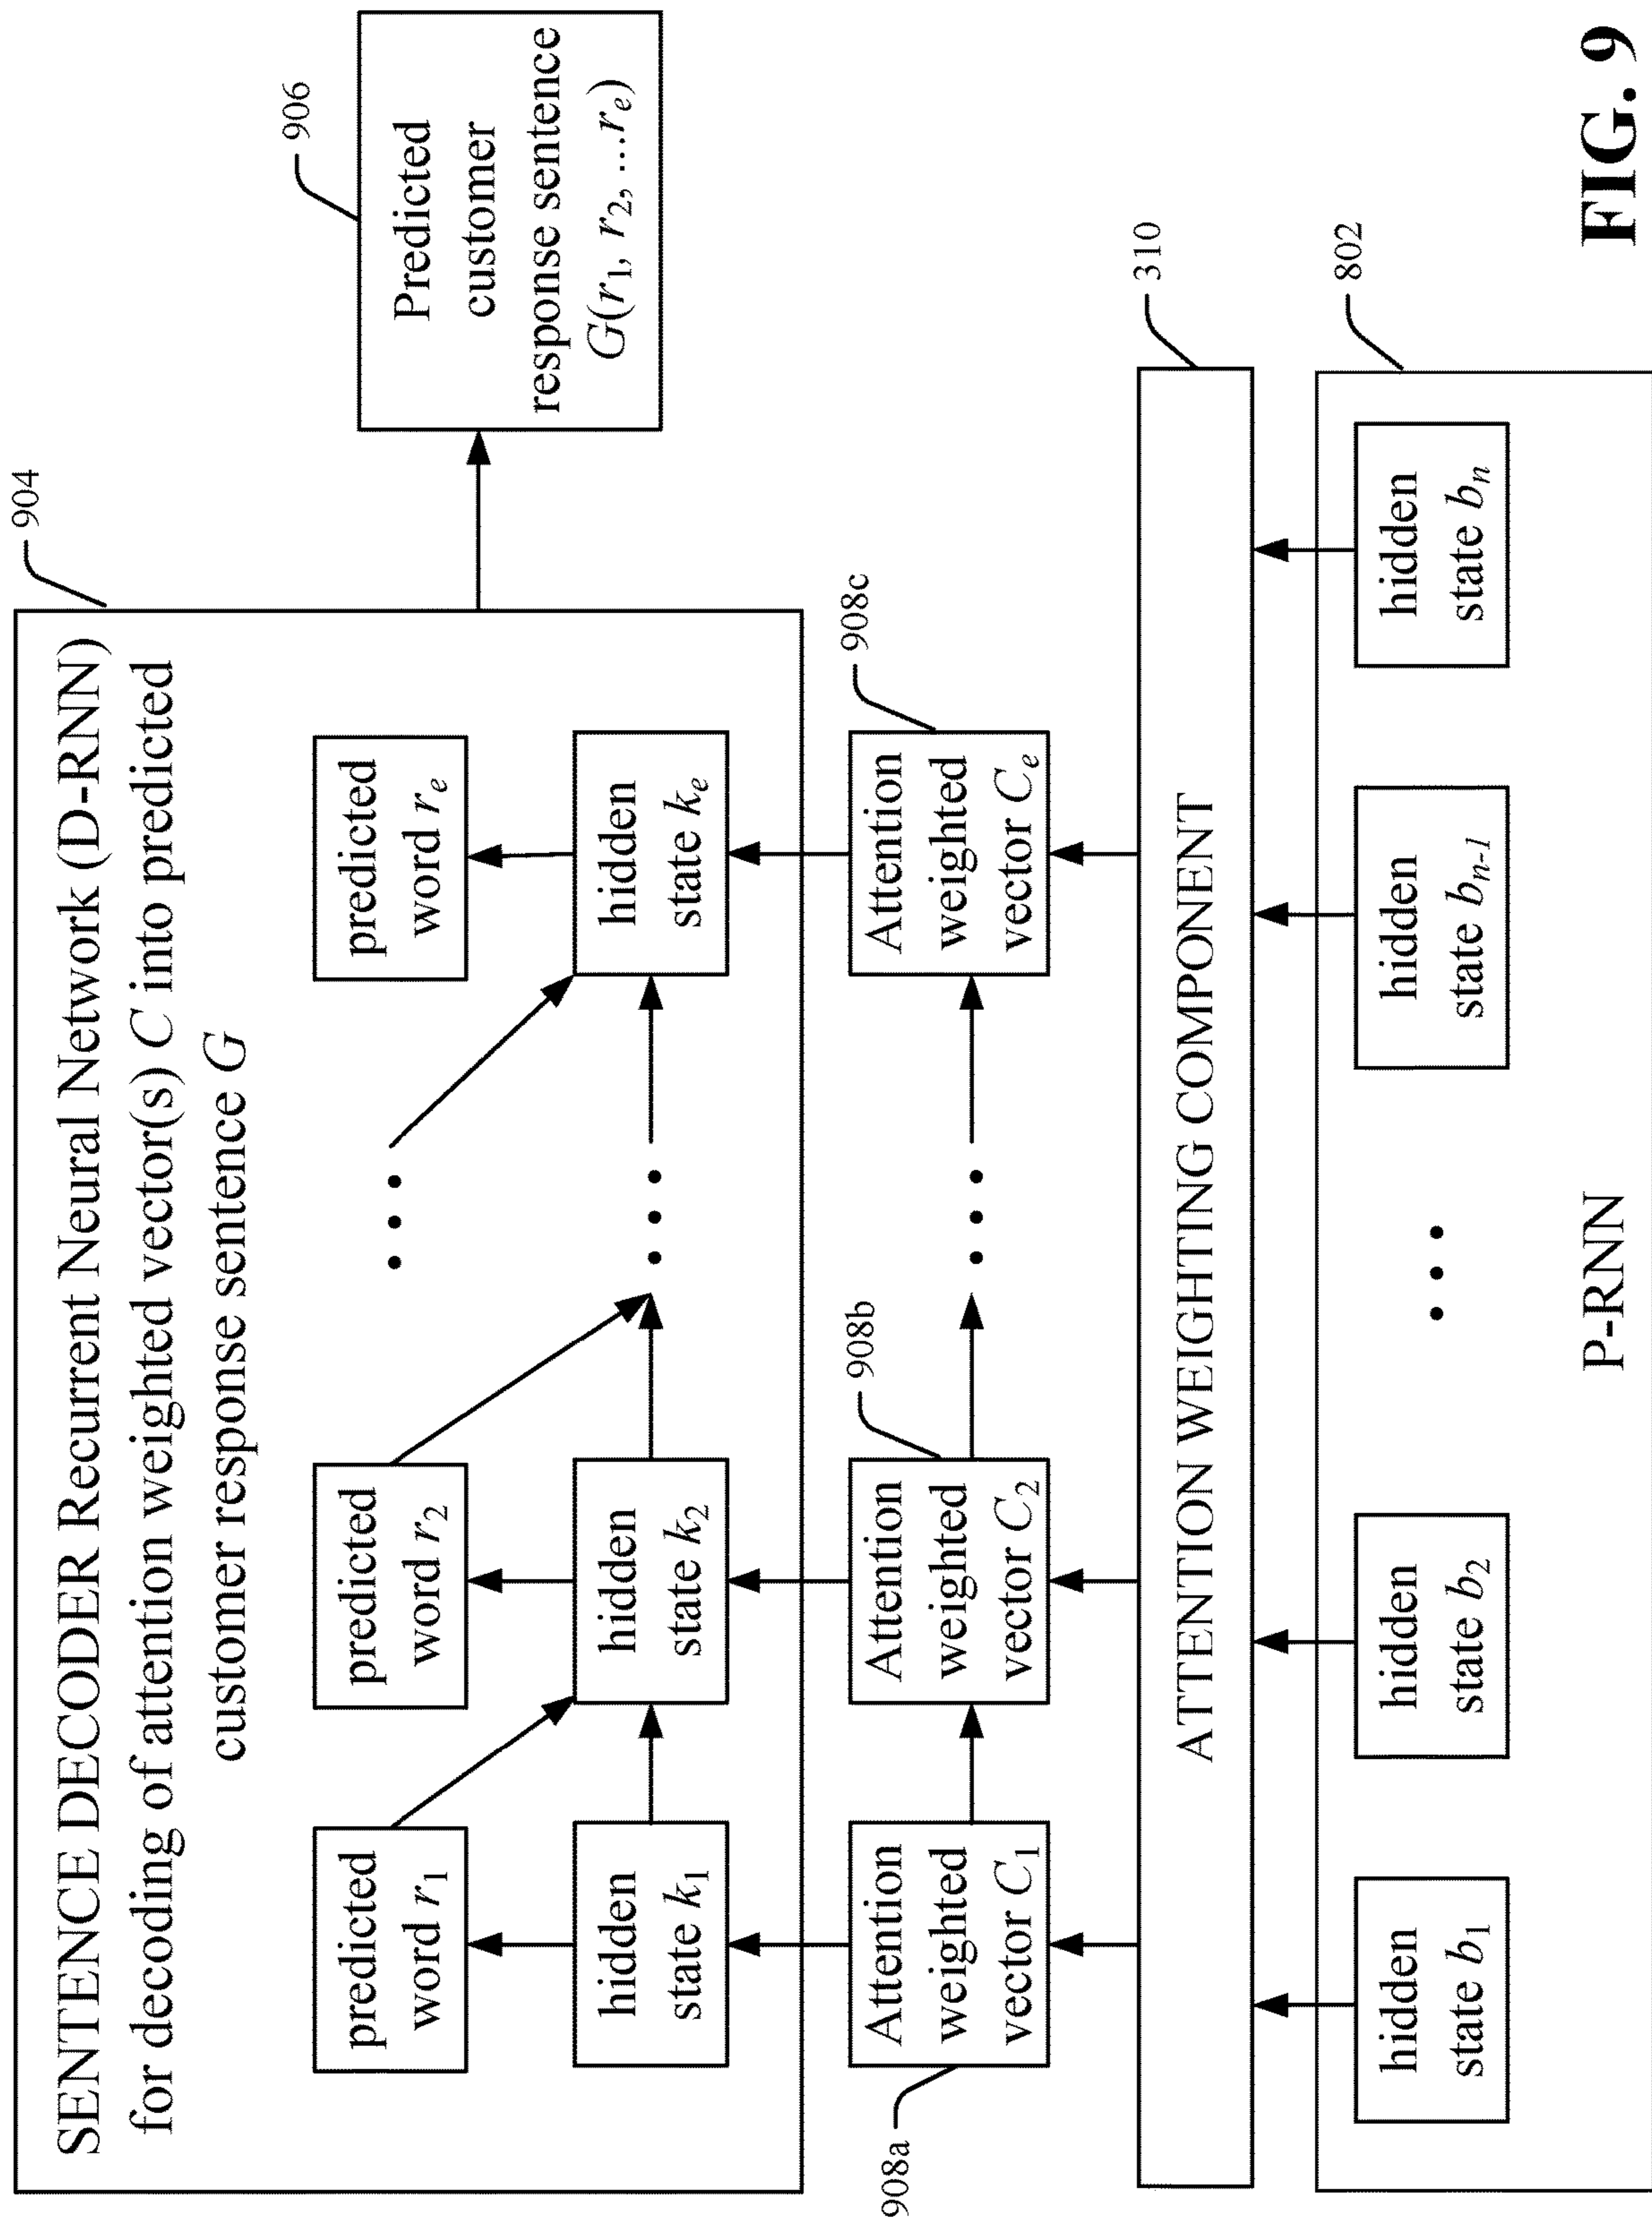 904
SENTENCE DECODER Recurrent Neural Network (D-RNN)
for decoding of attention weighted vector(s) C into predicted
customer response sentence G
906
Predicted
customer
response sentence
G(r1, r2, ...re)
predicted
word r1
predicted
word r2
...
predicted
word re
hidden
state k1
hidden
state k2
...
hidden
state ke
908a
Attention
weighted
vector C1
908b
Attention
weighted
vector C2
...
908c
Attention
weighted
vector Ce
310
ATTENTION WEIGHTING COMPONENT
802
hidden
state b1
hidden
state b2
...
hidden
state bn-1
hidden
state bn
P-RNN
FIG. 9